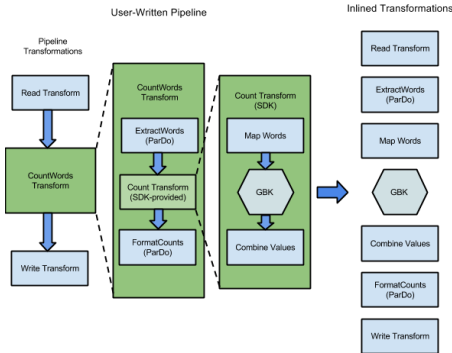 User-Written Pipeline
Inlined Transformations
Pipeline
Transformations
Read Transform
CountWords
Transform
Write Transform
CountWords
Transform
ExtractWords
(ParDo)
Count Transform
(SDK-provided)
FormatCounts
(ParDo)
Count Transform
(SDK)
Map Words
GBK
Combine Values
Read Transform
ExtractWords
(ParDo)
Map Words
GBK
Combine Values
FormatCounts
(ParDo)
Write Transform